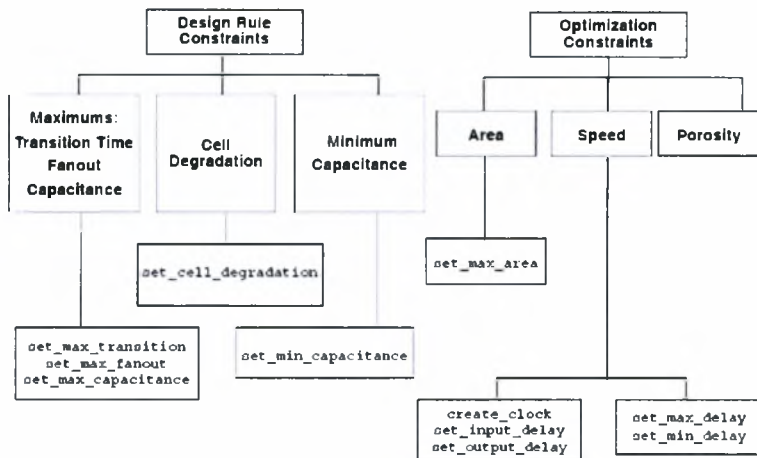 Design Rule
Constraints
Optimization
Constraints
Maximums:
Transition Time
Fanout
Capacitance
Cell
Degradation
Minimum
Capacitance
Area
Speed
Porosity
set_cell_degradation
set_max_area
set_max_transition
set_max_fanout
set_max_capacitance
set_min_capacitance
create_clock
set_input_delay
set_output_delay
set_max_delay
set_min_delay